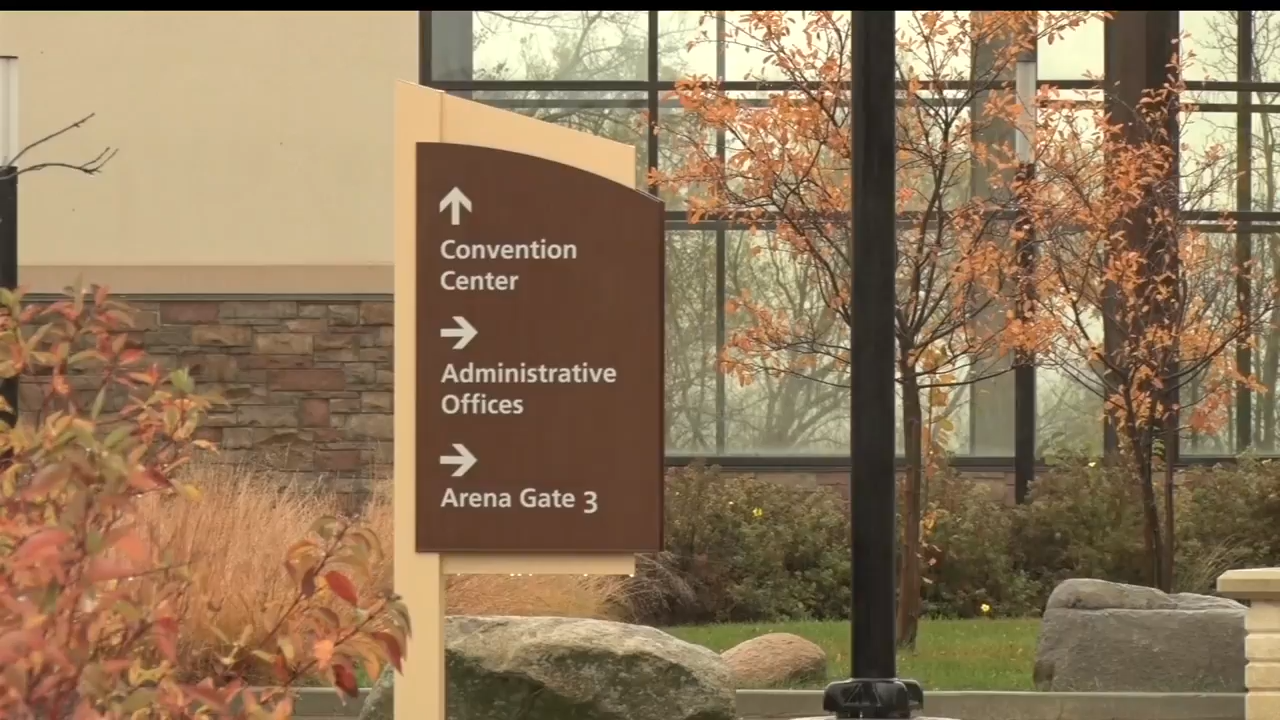 Convention
Center
Administrative
Offices
Arena Gate 3